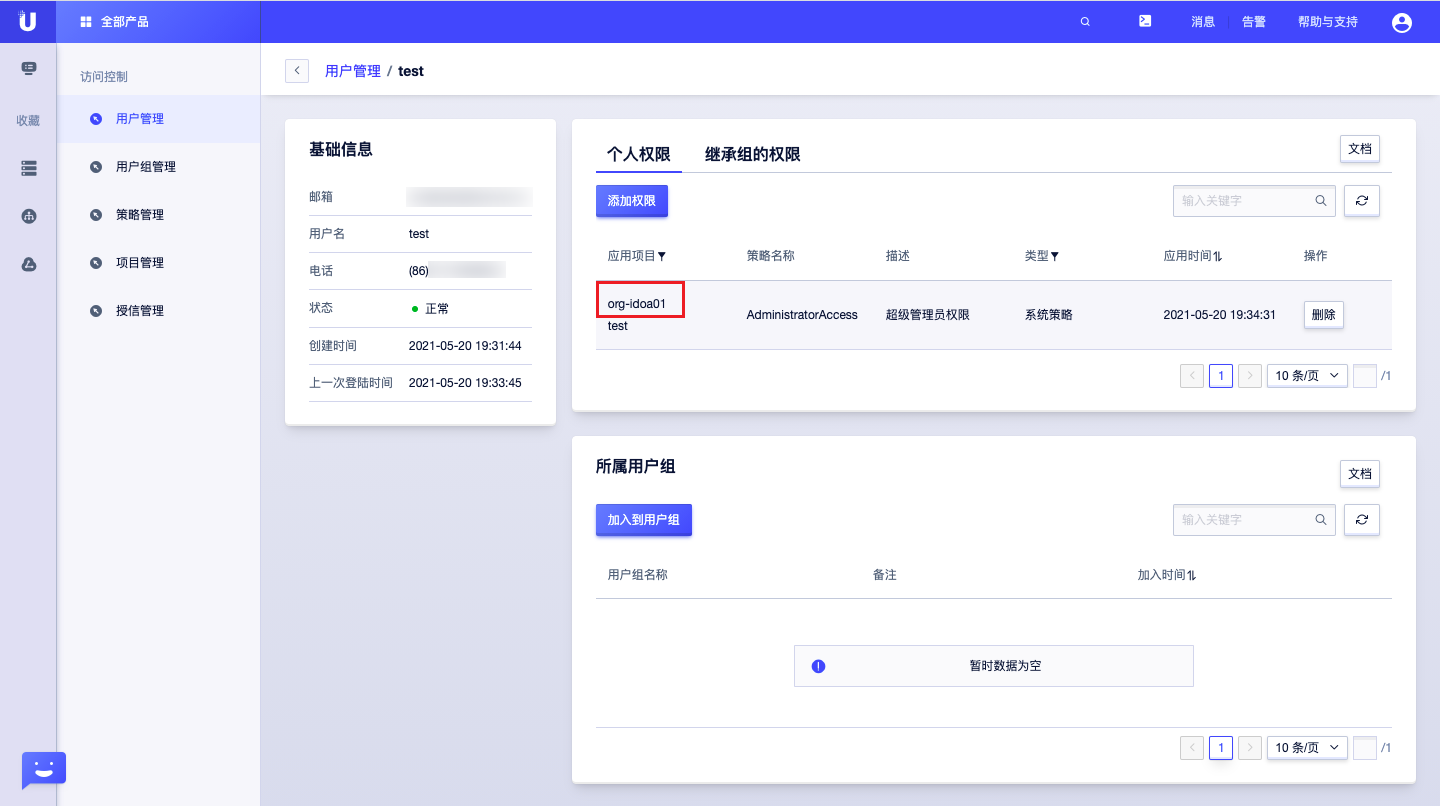 U 全部产品 消息 告警 帮助与支持
收藏
访问控制
用户管理
用户组管理
策略管理
项目管理
授信管理
用户管理 / test
基础信息
邮箱
用户名 test
电话 (86)
状态 正常
创建时间 2021-05-20 19:31:44
上一次登陆时间 2021-05-20 19:33:45
个人权限 继承组的权限 文档
添加权限 输入关键字
应用项目 策略名称 描述 类型 应用时间 操作
org-idoa01
test AdministratorAccess 超级管理员权限 系统策略 2021-05-20 19:34:31 删除
1 10 条/页 /1
所属用户组 文档
加入到用户组 输入关键字
用户组名称 备注 加入时间
暂时数据为空
1 10 条/页 /1